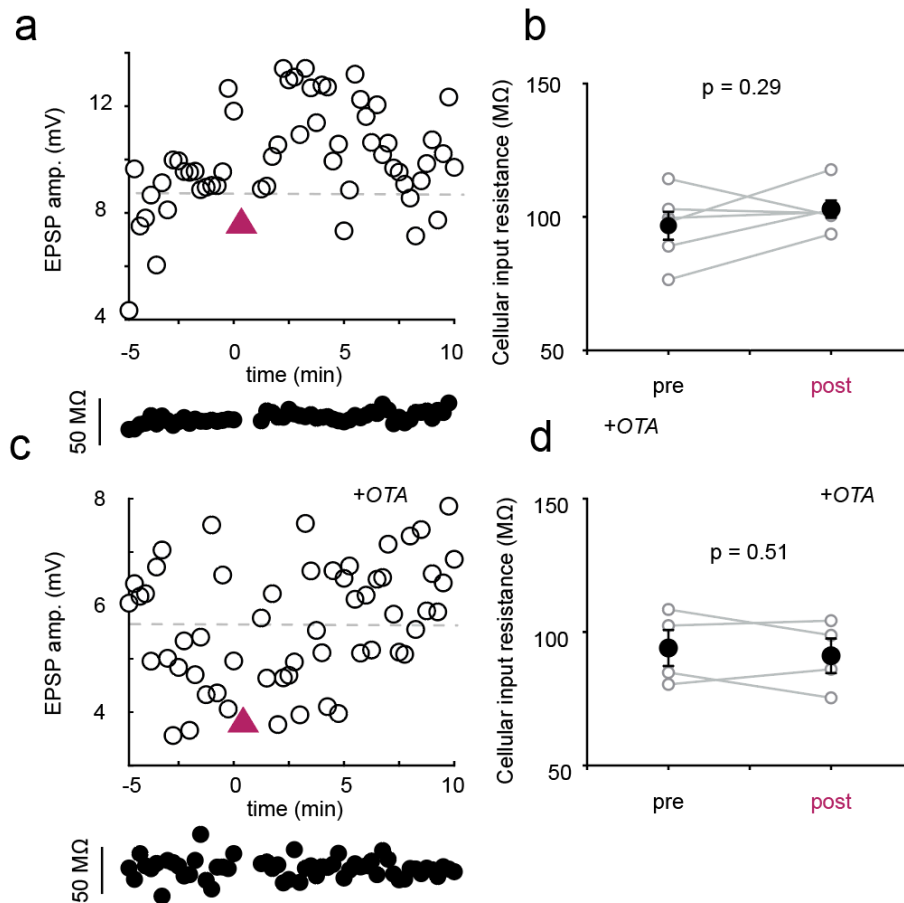 a
EPSP amp. (mV)
12
8
4
-5 0 5 10
time (min)
50 MΩ
b
Cellular input resistance (MΩ)
150
100
50
p = 0.29
pre post
+OTA
c
+OTA
EPSP amp. (mV)
8
6
4
-5 0 5 10
time (min)
50 MΩ
d
+OTA
Cellular input resistance (MΩ)
150
100
50
p = 0.51
pre post